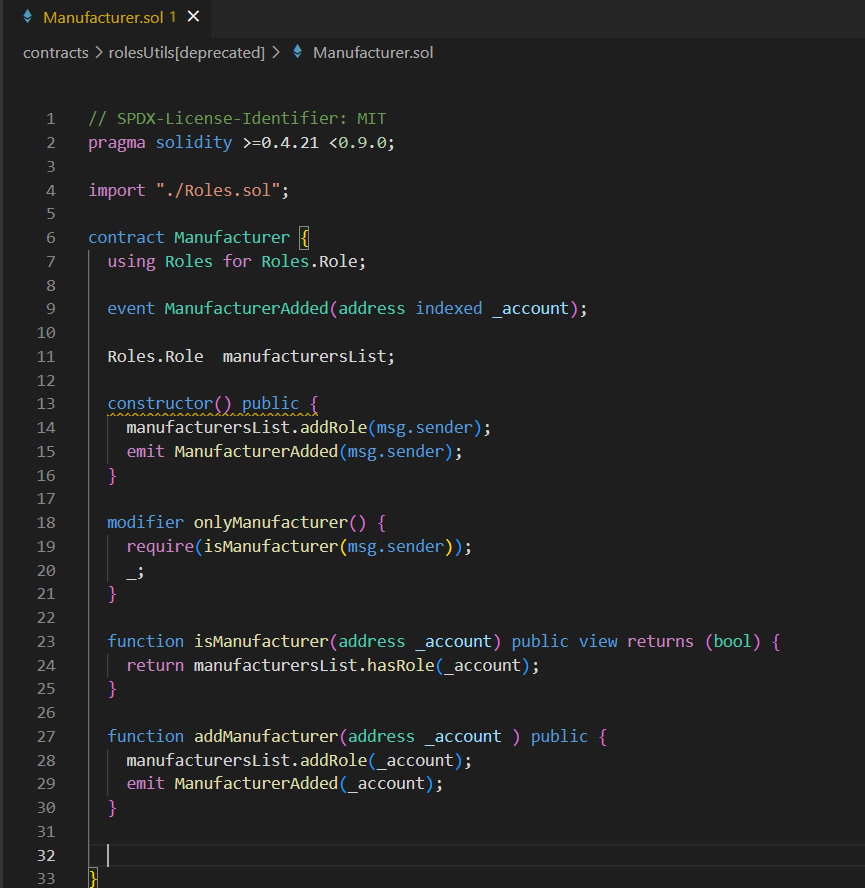 Manufacturer.sol 1 ×
contracts > rolesUtils[deprecated] > Manufacturer.sol
1 // SPDX-License-Identifier: MIT
2 pragma solidity >=0.4.21 <0.9.0;
3
4 import "./Roles.sol";
5
6 contract Manufacturer {
7   using Roles for Roles.Role;
8
9   event ManufacturerAdded(address indexed _account);
10
11   Roles.Role  manufacturersList;
12
13   constructor() public {
14     manufacturersList.addRole(msg.sender);
15     emit ManufacturerAdded(msg.sender);
16   }
17
18   modifier onlyManufacturer() {
19     require(isManufacturer(msg.sender));
20     _;
21   }
22
23   function isManufacturer(address _account) public view returns (bool) {
24     return manufacturersList.hasRole(_account);
25   }
26
27   function addManufacturer(address _account ) public {
28     manufacturersList.addRole(_account);
29     emit ManufacturerAdded(_account);
30   }
31
32
33 }